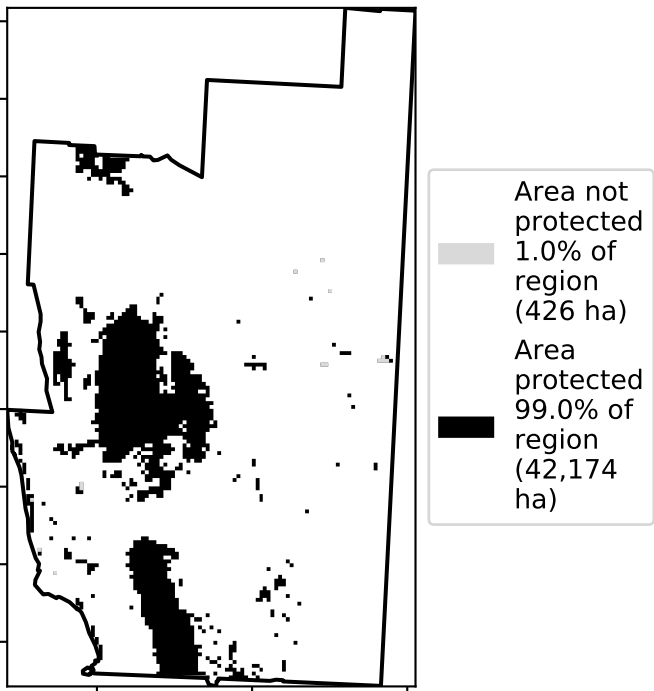 Area not
protected
1.0% of
region
(426 ha)
Area
protected
99.0% of
region
(42,174
ha)